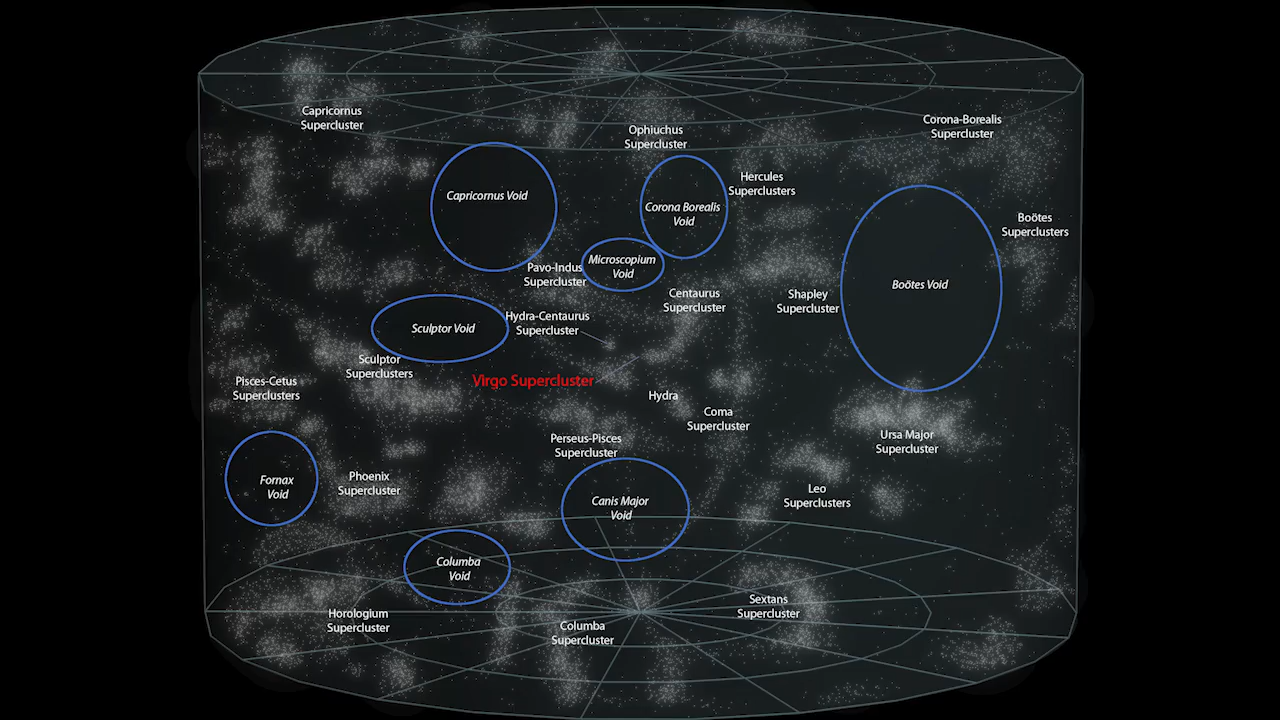 Capricornus
Supercluster
Ophiuchus
Supercluster
Corona-Borealis
Supercluster
Capricornus Void
Corona Borealis
Void
Hercules
Superclusters
Boötes
Superclusters
Pavo-Indus
Supercluster
Microscopium
Void
Centaurus
Supercluster
Shapley
Supercluster
Boötes Void
Sculptor Void
Hydra-Centaurus
Supercluster
Sculptor
Superclusters
Virgo Supercluster
Pisces-Cetus
Superclusters
Hydra
Coma
Supercluster
Perseus-Pisces
Supercluster
Ursa Major
Supercluster
Fornax
Void
Phoenix
Supercluster
Canis Major
Void
Leo
Superclusters
Columba
Void
Horologium
Supercluster
Columba
Supercluster
Sextans
Supercluster